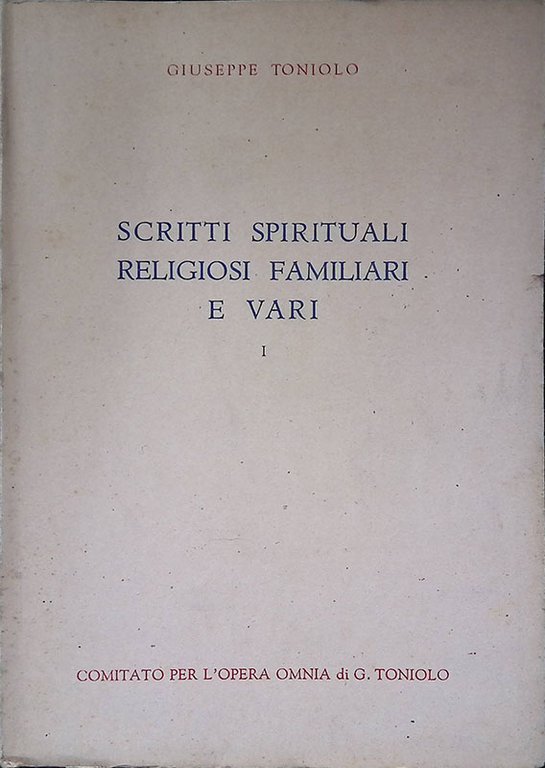 GIUSEPPE TONIOLO
SCRITTI SPIRITUALI
RELIGIOSI FAMILIARI
E VARI
I
COMITATO PER L'OPERA OMNIA di G. TONIOLO